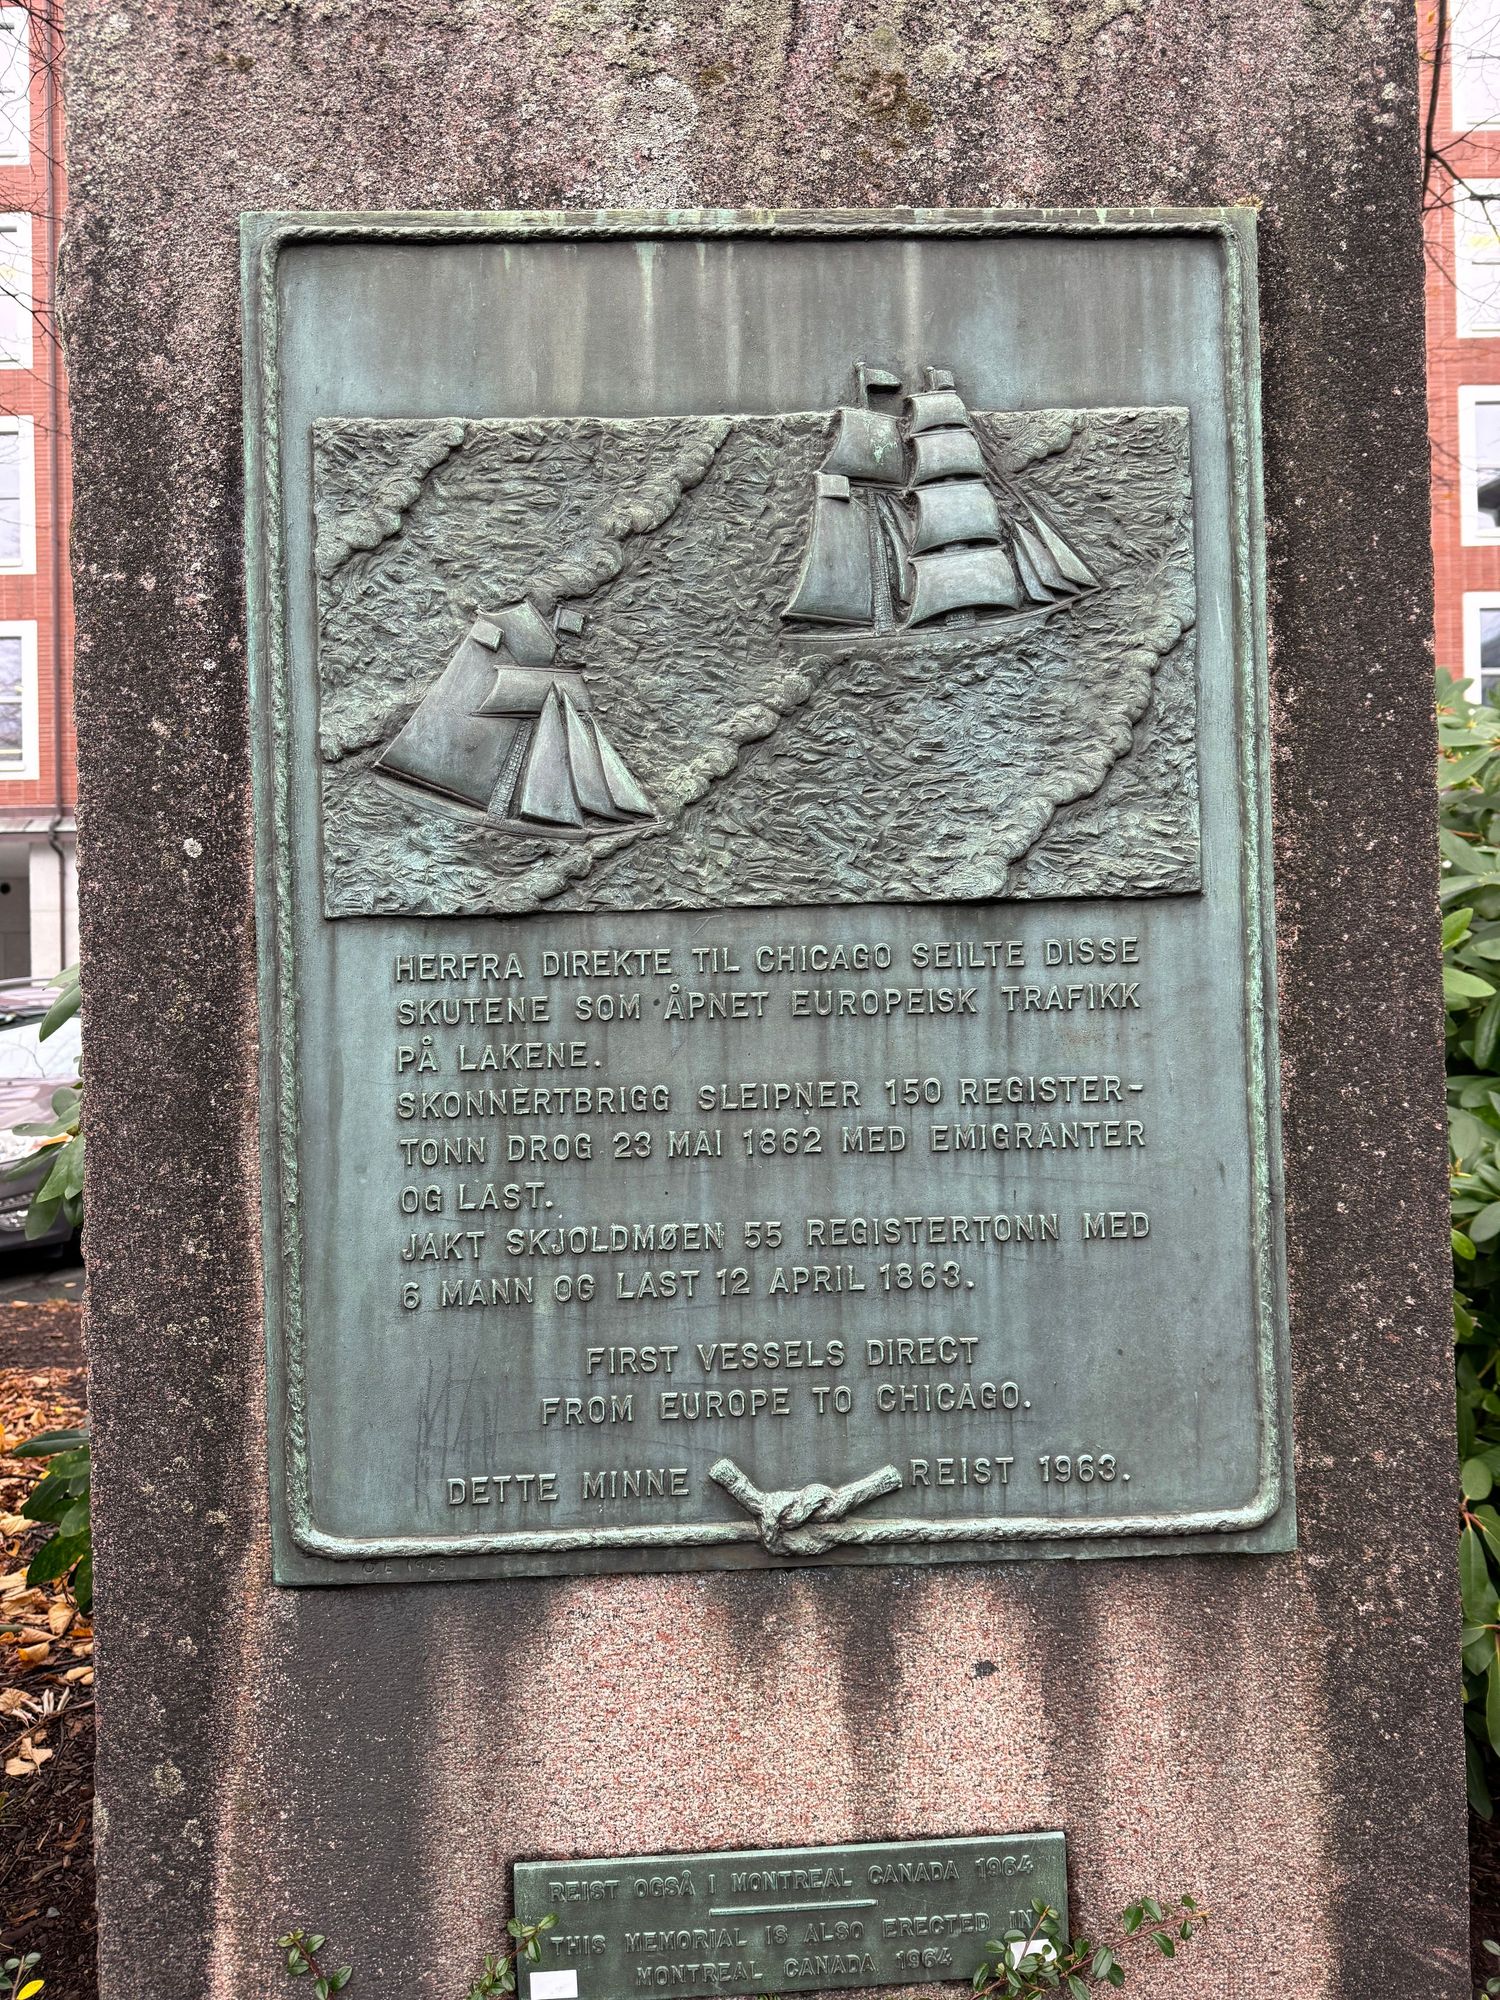 HERFRA DIREKTE TIL CHICAGO SEILTE DISSE
SKUTENE SOM ÅPNET EUROPEISK TRAFIKK
PÅ LAKENE.
SKONNERTBRIGG SLEIPNER 150 REGISTER-
TONN DROG 23 MAI 1862 MED EMIGRANTER
OG LAST.
JAKT SKJOLDMØEN 55 REGISTERTONN MED
6 MANN OG LAST 12 APRIL 1863.
FIRST VESSELS DIRECT
FROM EUROPE TO CHICAGO.
DETTE MINNE REIST 1963.
REIST OGSÅ I MONTREAL CANADA 1964
THIS MEMORIAL IS ALSO ERECTED IN
MONTREAL CANADA 1964